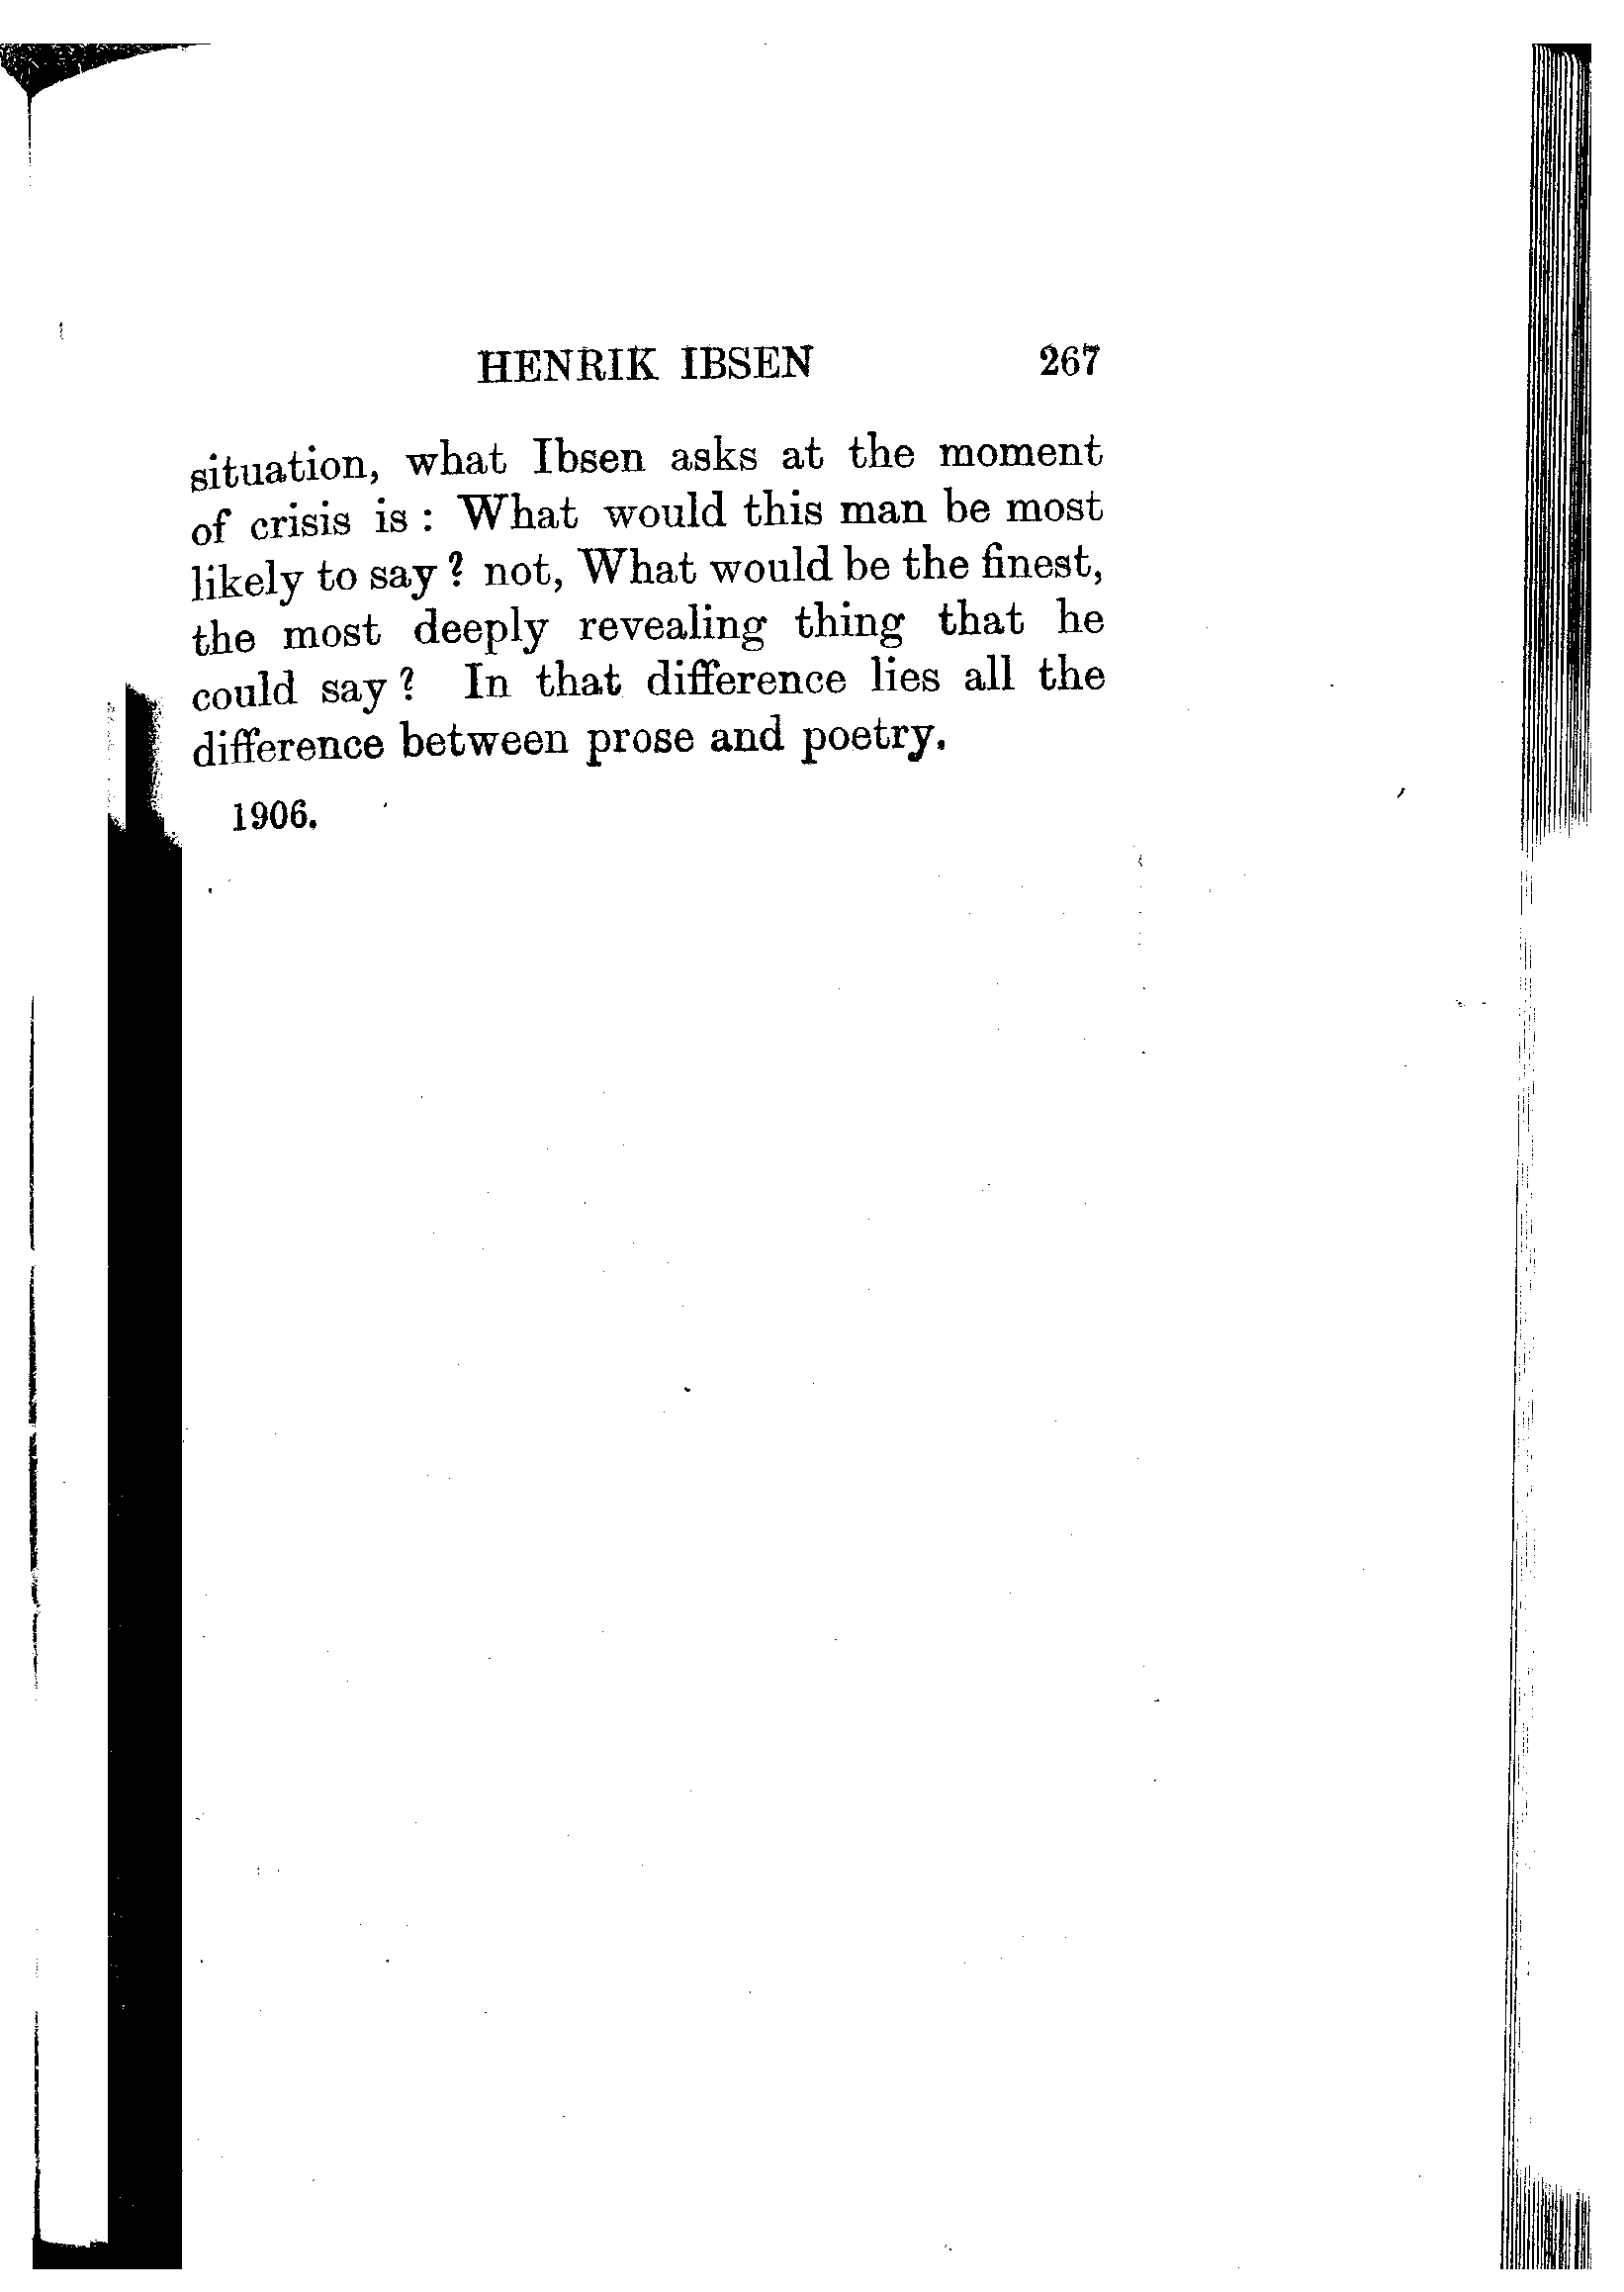 HENRIK IBSEN 267
situation, what Ibsen asks at the moment
of crisis is : What would this man be most
likely to say ? not, What would be the finest,
the most deeply revealing thing that he
could say ? In that difference lies all the
difference between prose and poetry.
1906.